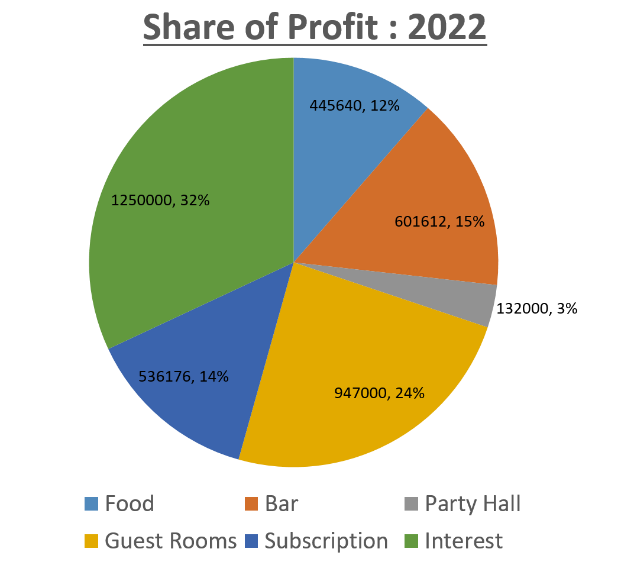 Share of Profit : 2022
445640, 12%
601612, 15%
1250000, 32%
132000, 3%
536176, 14%
947000, 24%
Food Bar Party Hall
Guest Rooms Subscription Interest